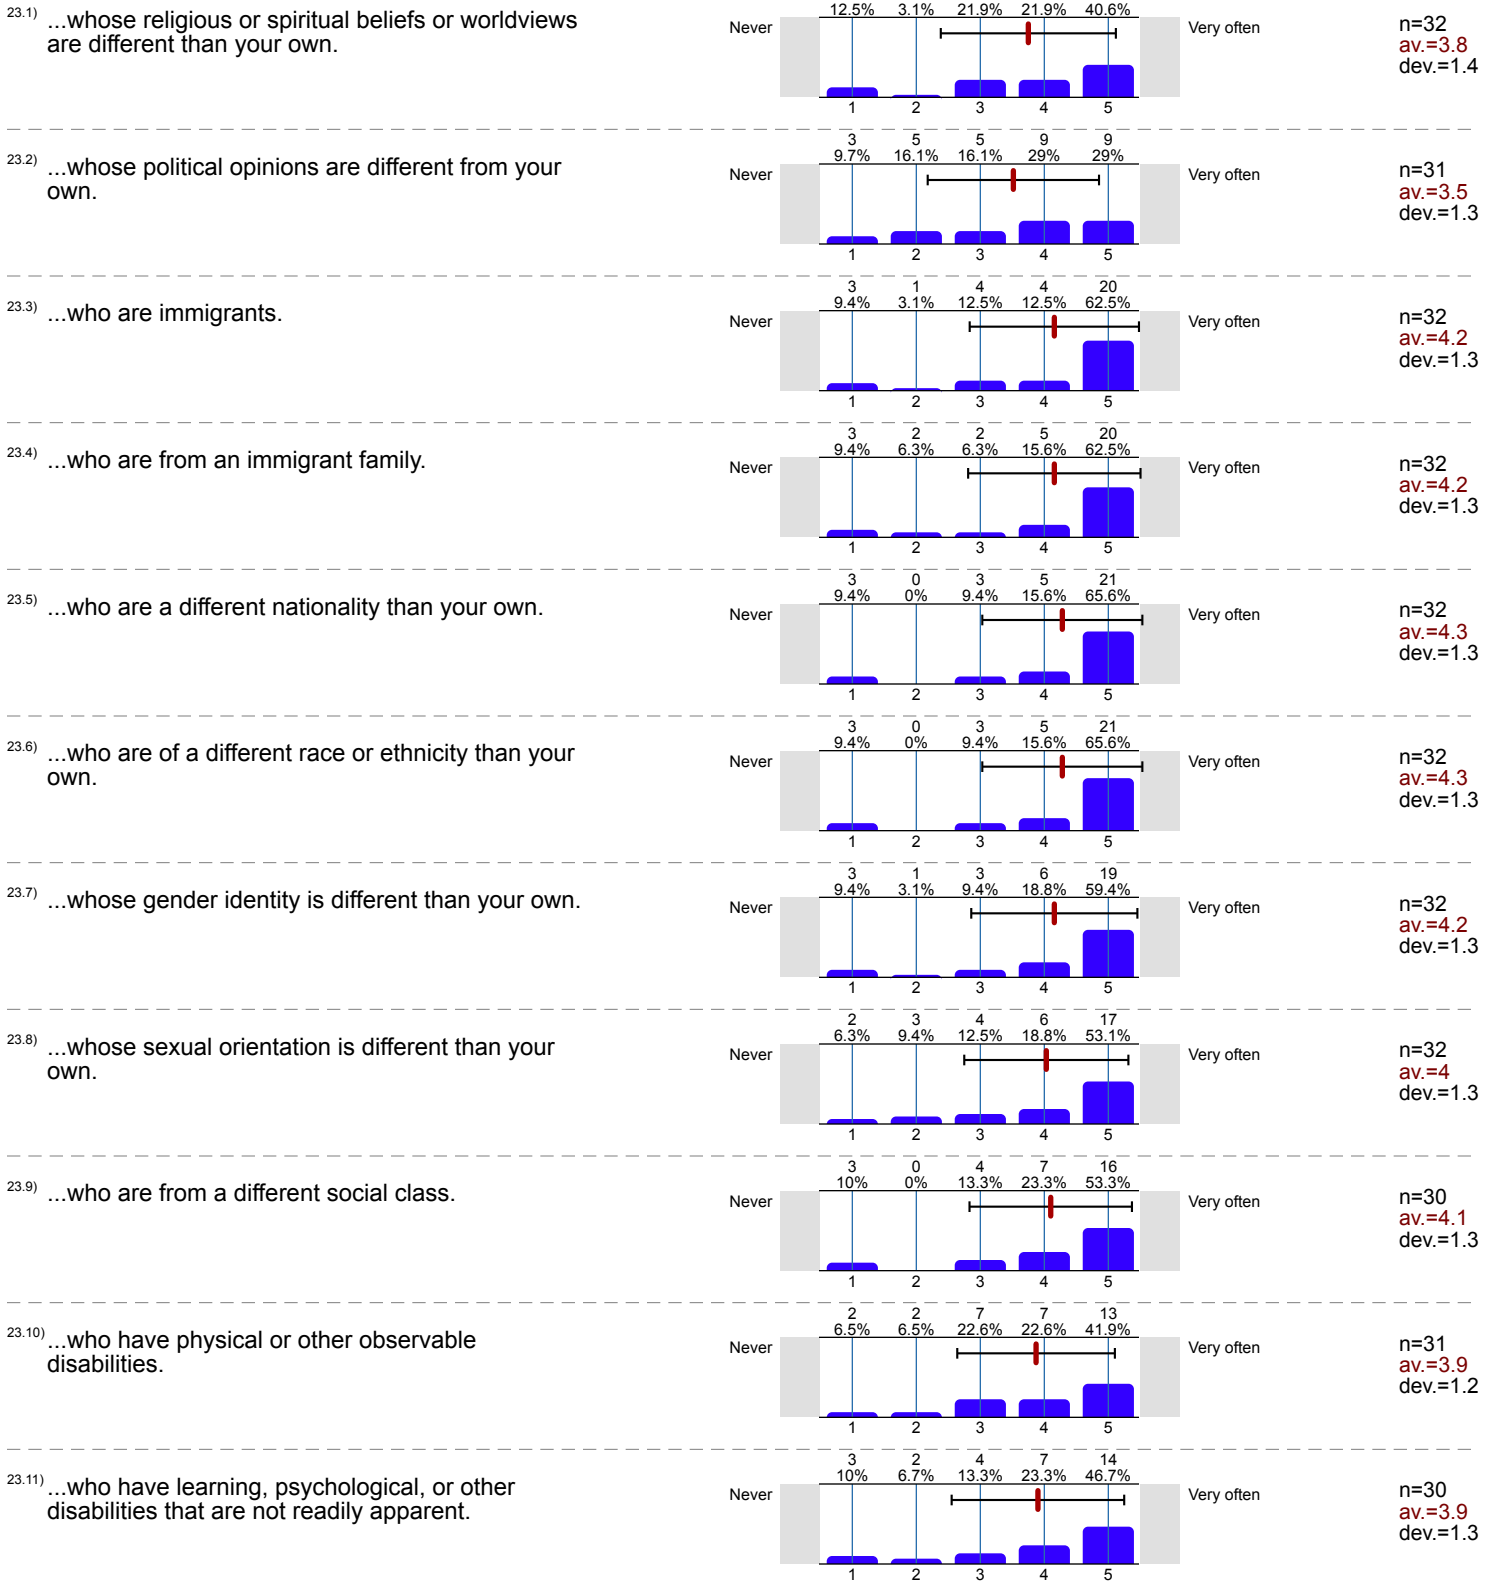 23.1) ...whose religious or spiritual beliefs or worldviews
are different than your own.
12.5% 3.1% 21.9% 21.9% 40.6%
Never Very often
1 2 3 4 5
n=32
av.=3.8
dev.=1.4
23.2) ...whose political opinions are different from your
own.
3 5 5 9 9
9.7% 16.1% 16.1% 29% 29%
Never Very often
1 2 3 4 5
n=31
av.=3.5
dev.=1.3
23.3) ...who are immigrants.
3 1 4 4 20
9.4% 3.1% 12.5% 12.5% 62.5%
Never Very often
1 2 3 4 5
n=32
av.=4.2
dev.=1.3
23.4) ...who are from an immigrant family.
3 2 2 5 20
9.4% 6.3% 6.3% 15.6% 62.5%
Never Very often
1 2 3 4 5
n=32
av.=4.2
dev.=1.3
23.5) ...who are a different nationality than your own.
3 0 3 5 21
9.4% 0% 9.4% 15.6% 65.6%
Never Very often
1 2 3 4 5
n=32
av.=4.3
dev.=1.3
23.6) ...who are of a different race or ethnicity than your
own.
3 0 3 5 21
9.4% 0% 9.4% 15.6% 65.6%
Never Very often
1 2 3 4 5
n=32
av.=4.3
dev.=1.3
23.7) ...whose gender identity is different than your own.
3 1 3 6 19
9.4% 3.1% 9.4% 18.8% 59.4%
Never Very often
1 2 3 4 5
n=32
av.=4.2
dev.=1.3
23.8) ...whose sexual orientation is different than your
own.
2 3 4 6 17
6.3% 9.4% 12.5% 18.8% 53.1%
Never Very often
1 2 3 4 5
n=32
av.=4
dev.=1.3
23.9) ...who are from a different social class.
3 0 4 7 16
10% 0% 13.3% 23.3% 53.3%
Never Very often
1 2 3 4 5
n=30
av.=4.1
dev.=1.3
23.10) ...who have physical or other observable
disabilities.
2 2 7 7 13
6.5% 6.5% 22.6% 22.6% 41.9%
Never Very often
1 2 3 4 5
n=31
av.=3.9
dev.=1.2
23.11) ...who have learning, psychological, or other
disabilities that are not readily apparent.
3 2 4 7 14
10% 6.7% 13.3% 23.3% 46.7%
Never Very often
1 2 3 4 5
n=30
av.=3.9
dev.=1.3